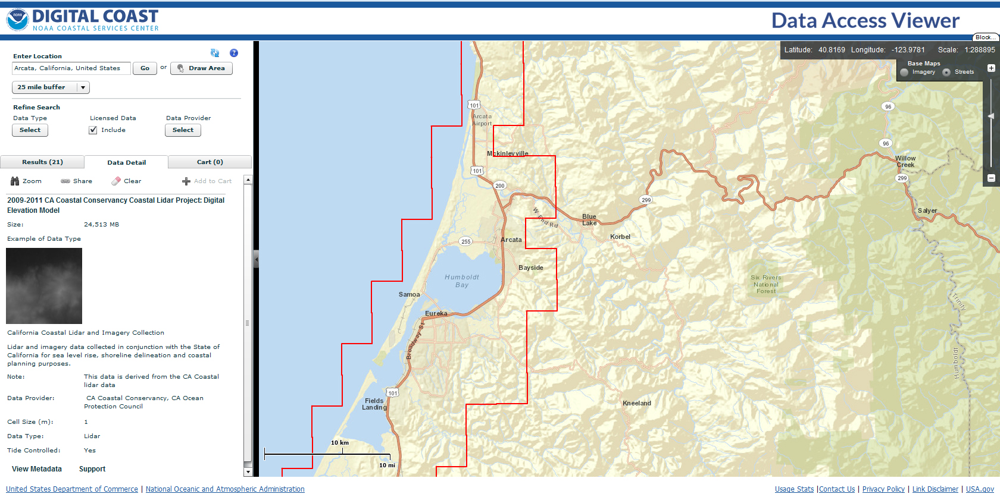 NOAA
DIGITAL COAST
NOAA COASTAL SERVICES CENTER
Data Access Viewer
Block...
Latitude: 40.8169 Longitude: -123.9781 Scale: 1:288895
Base Maps
Imagery Streets
+
−
Enter Location
?
Arcata, California, United States Go or Draw Area
25 mile buffer
Refine Search
Data Type Licensed Data Data Provider
Select Include Select
Results (21) Data Detail Cart (0)
Zoom Share Clear Add to Cart
2009-2011 CA Coastal Conservancy Coastal Lidar Project: Digital
Elevation Model
Size: 24,513 MB
Example of Data Type
California Coastal Lidar and Imagery Collection
Lidar and imagery data collected in conjunction with the State of
California for sea level rise, shoreline delineation and coastal
planning purposes.
Note: This data is derived from the CA Coastal
lidar data
Data Provider: CA Coastal Conservancy, CA Ocean
Protection Council
Cell Size (m): 1
Data Type: Lidar
Tide Controlled: Yes
View Metadata Support
101
Arcata
Airport
96
96
Mckinleyville
Willow
Creek
101
299
200
299
W End Rd
Blue
Lake
Salyer
Korbel
255
Arcata
Bayside
Humboldt
Bay
Six Rivers
National
Forest
Samoa
Trinity
Eureka
Broadway St
Humboldt
101
Fields
Landing
Kneeland
10 km
10 mi
United States Department of Commerce | National Oceanic and Atmospheric Administration
Usage Stats |Contact Us | Privacy Policy | Link Disclaimer | USA.gov